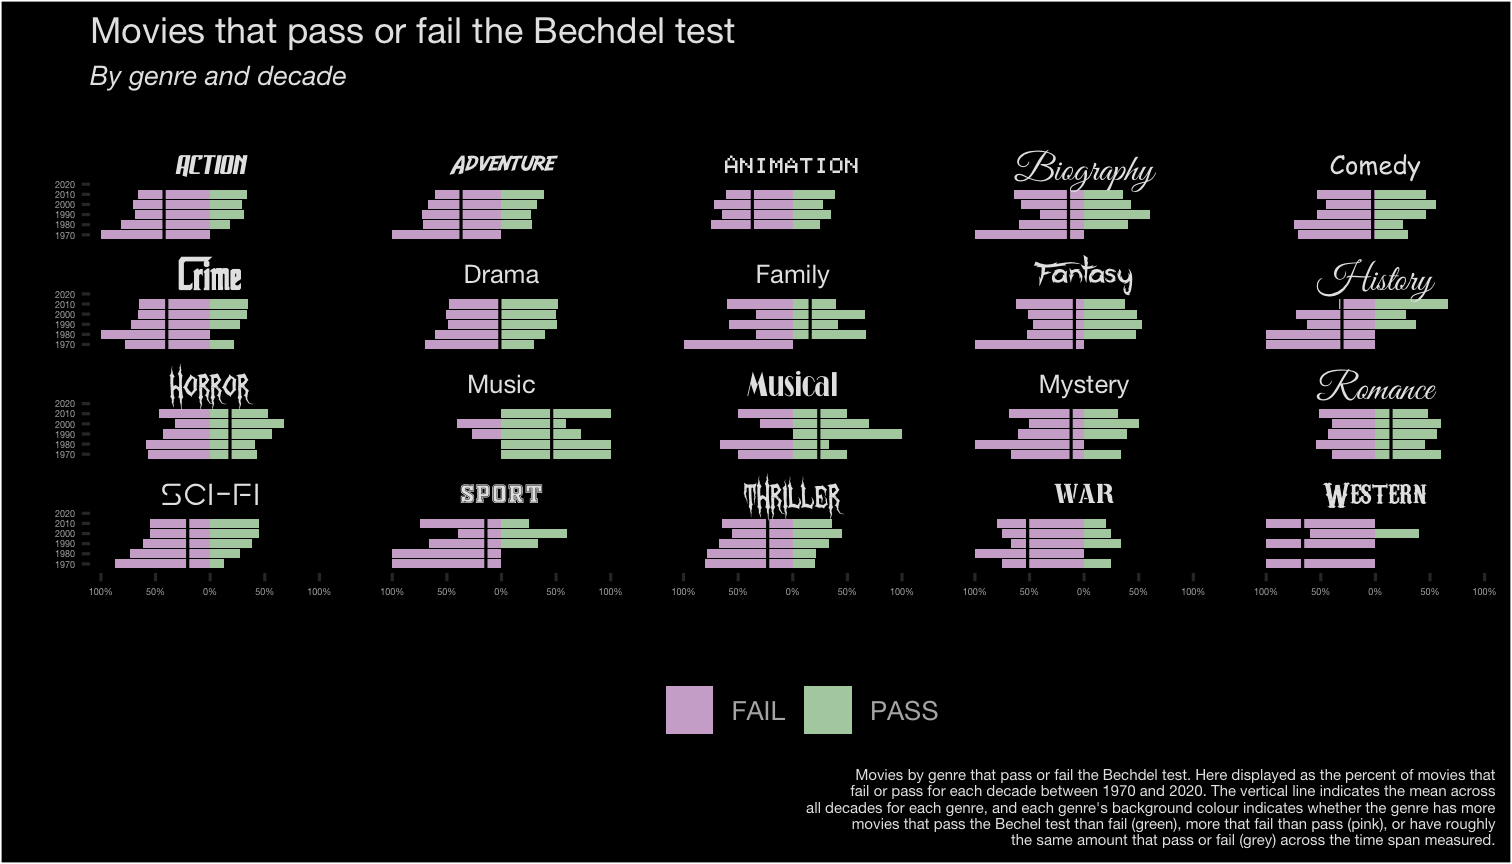 Movies that pass or fail the Bechdel test
By genre and decade
ACTION
ADVENTURE
ANIMATION
Biography
Comedy
2020
2010
2000
1990
1980
1970
Crime
Drama
Family
Fantasy
History
2020
2010
2000
1990
1980
1970
HORROR
Music
Musical
Mystery
Romance
2020
2010
2000
1990
1980
1970
SCI-FI
SPORT
THRILLER
WAR
WESTERN
2020
2010
2000
1990
1980
1970
100% 50% 0% 50% 100%
100% 50% 0% 50% 100%
100% 50% 0% 50% 100%
100% 50% 0% 50% 100%
100% 50% 0% 50% 100%
FAIL
PASS
Movies by genre that pass or fail the Bechdel test. Here displayed as the percent of movies that
fail or pass for each decade between 1970 and 2020. The vertical line indicates the mean across
all decades for each genre, and each genre's background colour indicates whether the genre has more
movies that pass the Bechel test than fail (green), more that fail than pass (pink), or have roughly
the same amount that pass or fail (grey) across the time span measured.